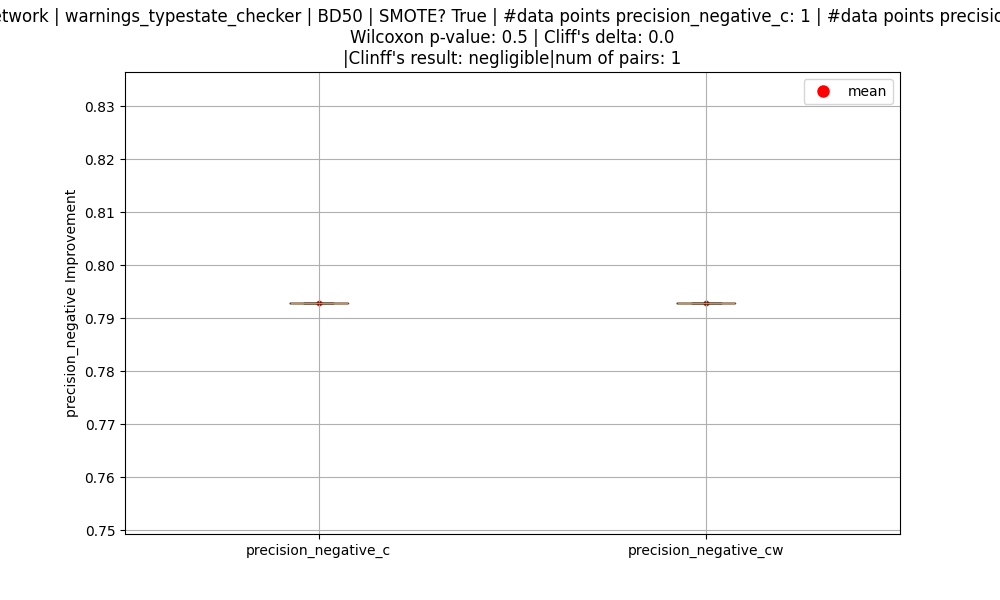 | warnings_typestate_checker | BD50 | SMOTE? True | #data points precision_negative_c: 1 | #data points
Wilcoxon p-value: 0.5 | Cliff's delta: 0.0
|Clinff's result: negligible|num of pairs: 1
mean
0.83
0.82
0.81
0.80
0.79
0.78
0.77
0.76
0.75
precision_negative Improvement
precision_negative_c
precision_negative_cw